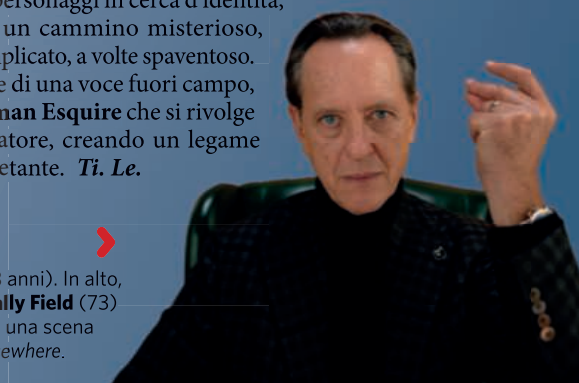 personaggi in cerca d'identità,
un cammino misterioso,
plicato, a volte spaventoso.
e di una voce fuori campo,
man Esquire che si rivolge
atore, creando un legame
etante. Ti. Le.
anni). In alto,
lly Field (73)
una scena
ewhere.